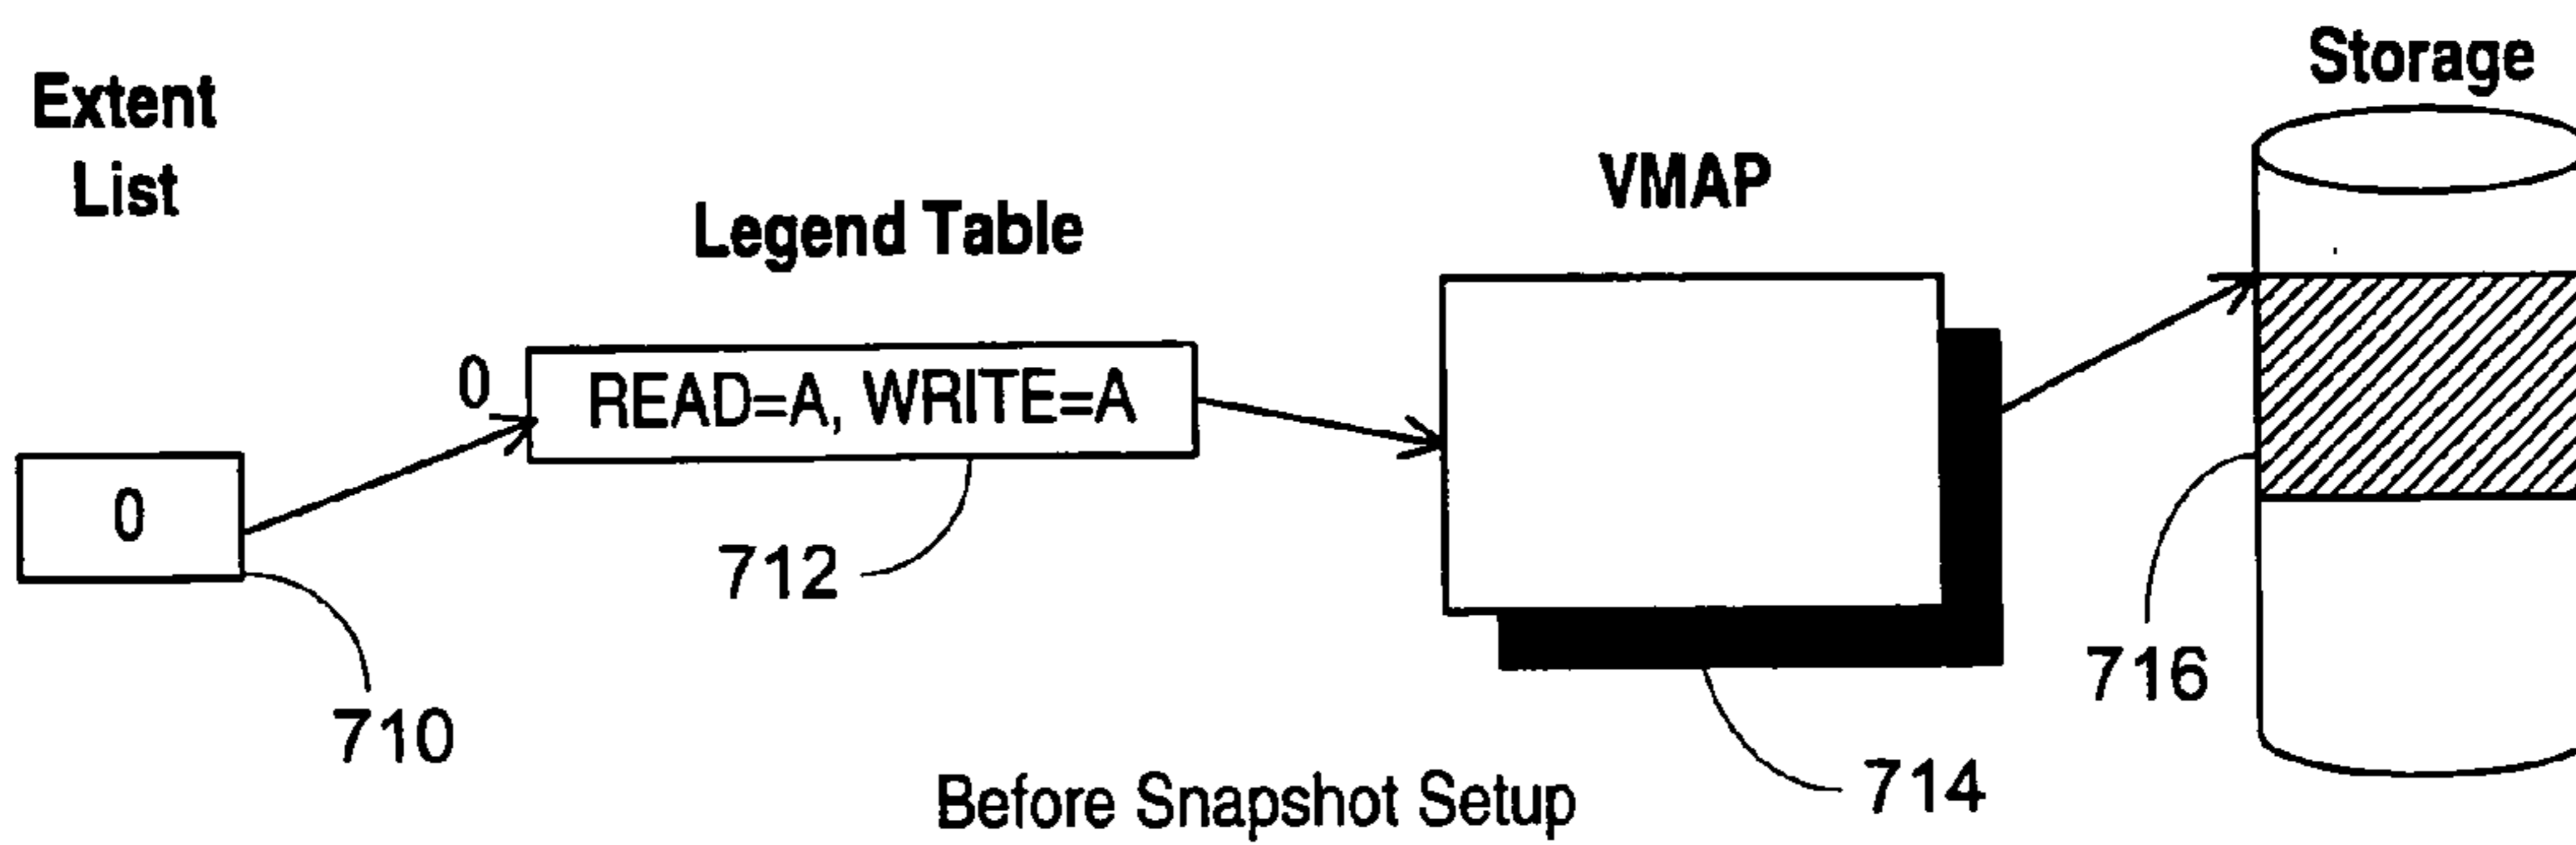 Storage
Extent
List
VMAP
Legend Table
0
READ=A, WRITE=A
0
712
716
710
714
Before Snapshot Setup